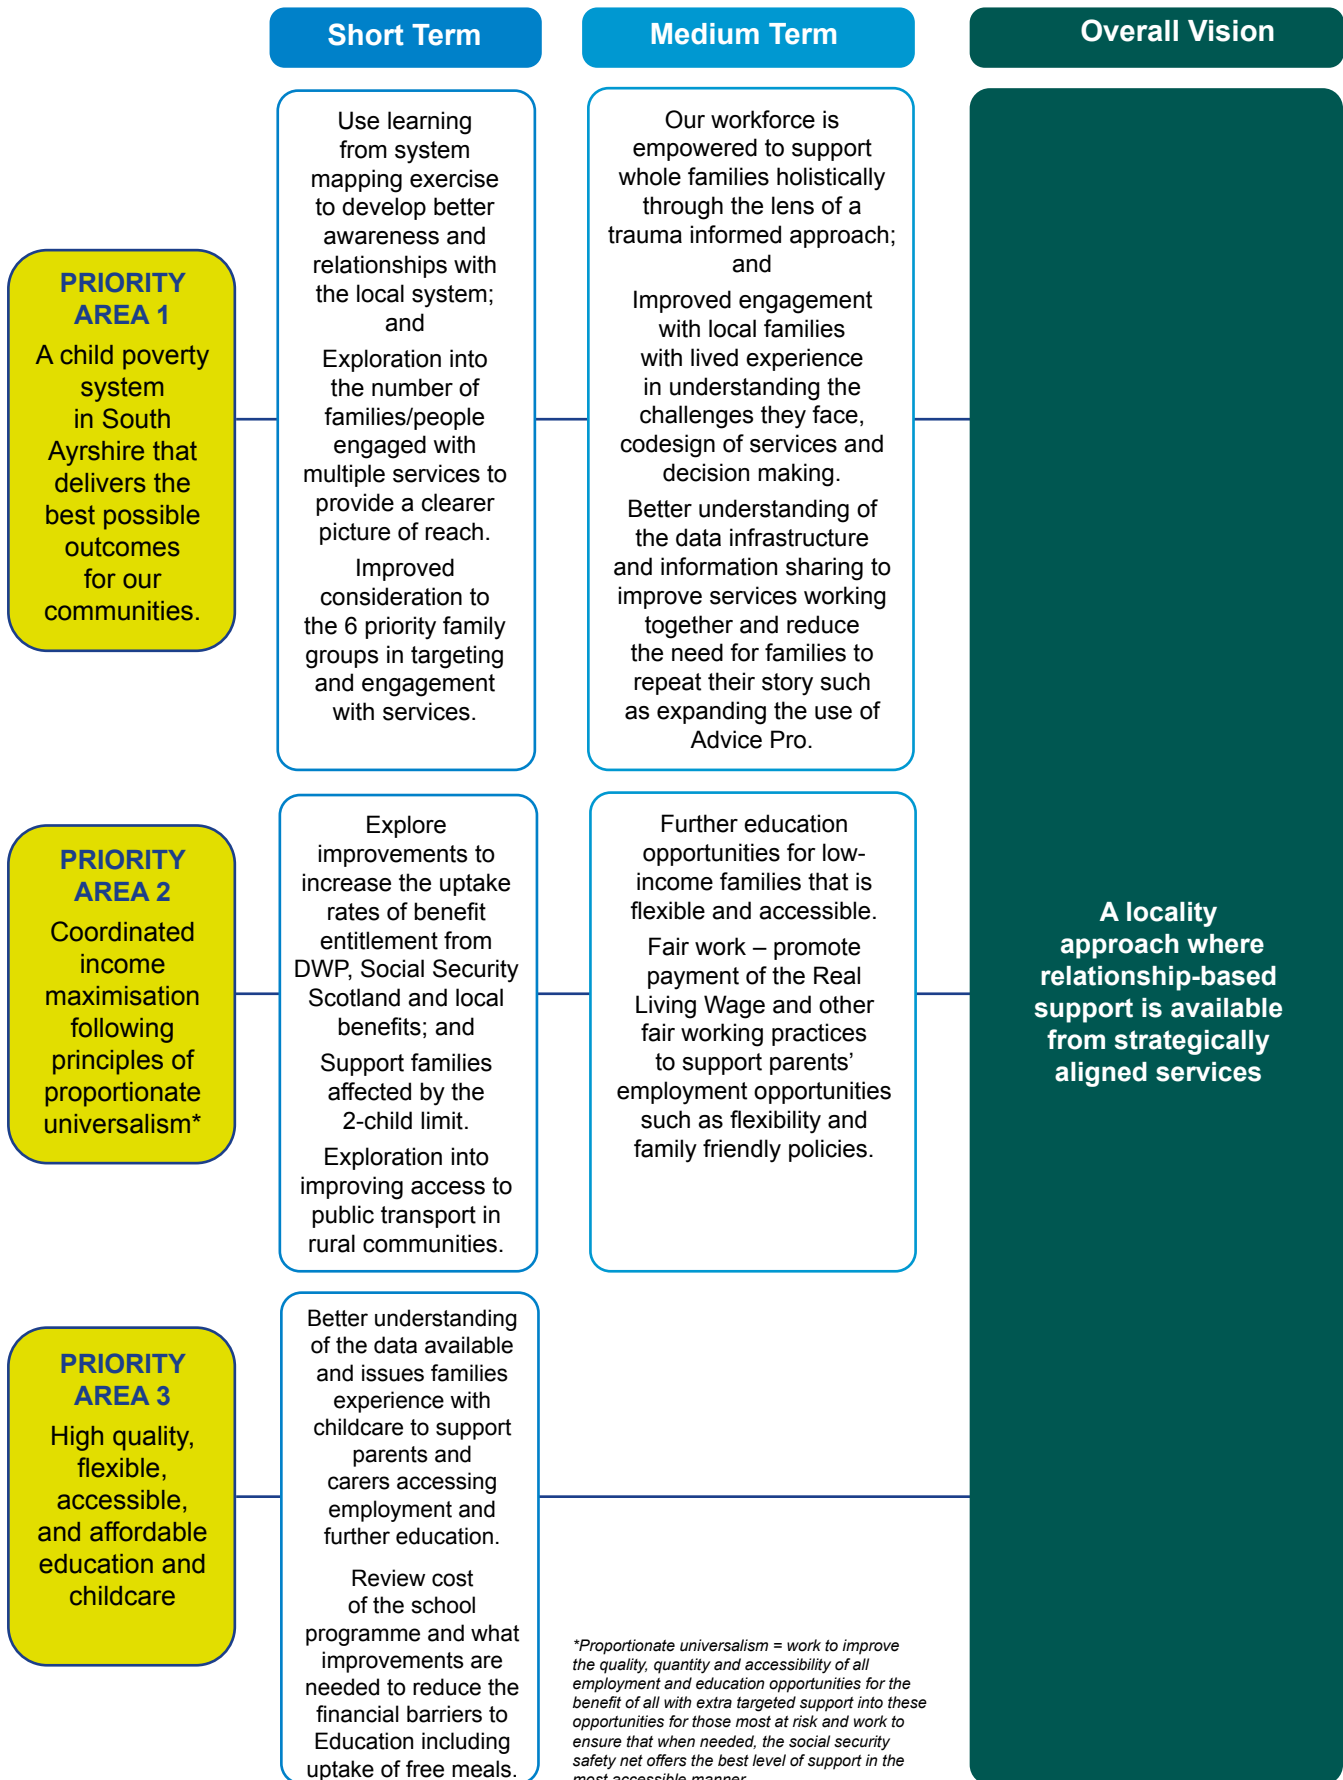 Short Term
Medium Term
Overall Vision
PRIORITY
AREA 1
A child poverty
system
in South
Ayrshire that
delivers the
best possible
outcomes
for our
communities.
Use learning
from system
mapping exercise
to develop better
awareness and
relationships with
the local system;
and
Exploration into
the number of
families/people
engaged with
multiple services to
provide a clearer
picture of reach.
Improved
consideration to
the 6 priority family
groups in targeting
and engagement
with services.
Our workforce is
empowered to support
whole families holistically
through the lens of a
trauma informed approach;
and
Improved engagement
with local families
with lived experience
in understanding the
challenges they face,
codesign of services and
decision making.
Better understanding of
the data infrastructure
and information sharing to
improve services working
together and reduce
the need for families to
repeat their story such
as expanding the use of
Advice Pro.
PRIORITY
AREA 2
Coordinated
income
maximisation
following
principles of
proportionate
universalism*
Explore
improvements to
increase the uptake
rates of benefit
entitlement from
DWP, Social Security
Scotland and local
benefits; and
Support families
affected by the
2-child limit.
Exploration into
improving access to
public transport in
rural communities.
Further education
opportunities for low-
income families that is
flexible and accessible.
Fair work – promote
payment of the Real
Living Wage and other
fair working practices
to support parents’
employment opportunities
such as flexibility and
family friendly policies.
A locality
approach where
relationship-based
support is available
from strategically
aligned services
PRIORITY
AREA 3
High quality,
flexible,
accessible,
and affordable
education and
childcare
Better understanding
of the data available
and issues families
experience with
childcare to support
parents and
carers accessing
employment and
further education.
Review cost
of the school
programme and what
improvements are
needed to reduce the
financial barriers to
Education including
uptake of free meals.
*Proportionate universalism = work to improve
the quality, quantity and accessibility of all
employment and education opportunities for the
benefit of all with extra targeted support into these
opportunities for those most at risk and work to
ensure that when needed, the social security
safety net offers the best level of support in the
most accessible manner